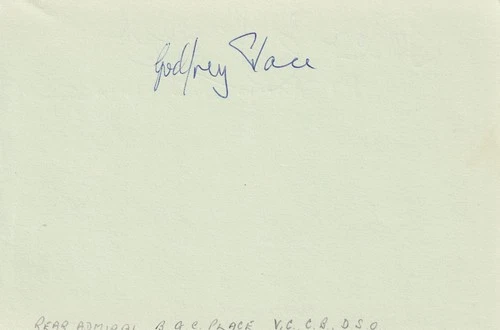 Godfrey Place
REAR ADMIRAL B. G. C. PLACE V.C. C.B. D.S.O